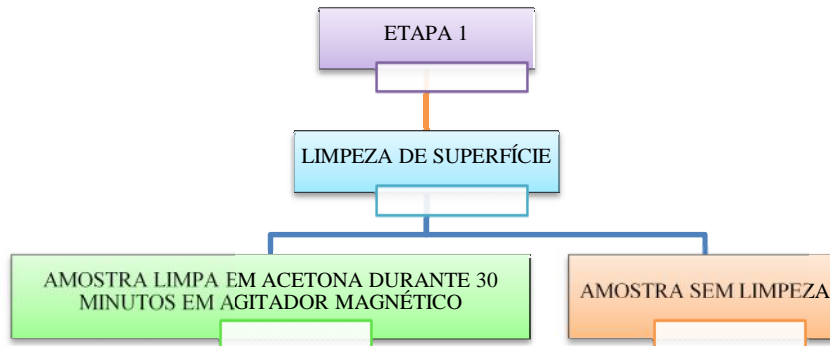 ETAPA 1
LIMPEZA DE SUPERFÍCIE
AMOSTRA LIMPA EM ACETONA DURANTE 30
MINUTOS EM AGITADOR MAGNÉTICO
AMOSTRA SEM LIMPEZA